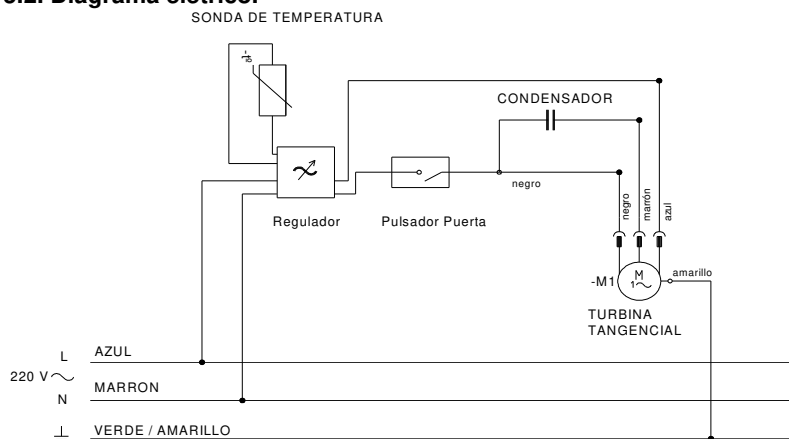 SONDA DE TEMPERATURA
CONDENSADOR
negro
Regulador
Pulsador Puerta
negro
marrón
azul
-M1
M
1
amarillo
TURBINA
TANGENCIAL
L
AZUL
220 V
MARRON
N
VERDE / AMARILLO